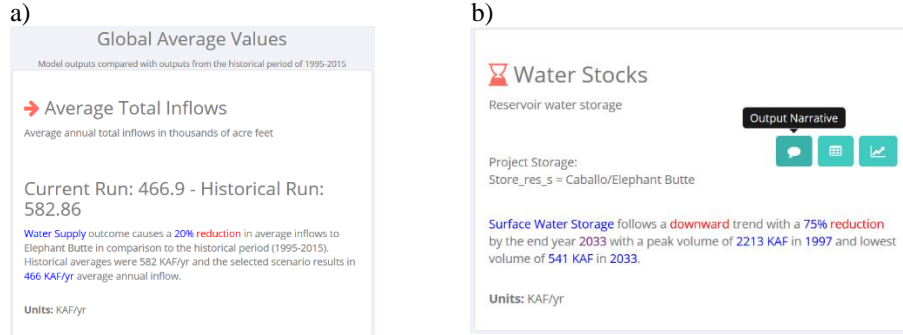 a)
Global Average Values
Model outputs compared with outputs from the historical period of 1995-2015
Average Total Inflows
Average annual total inflows in thousands of acre feet
Current Run: 466.9 - Historical Run:
582.86
Water Supply outcome causes a 20% reduction in average inflows to
Elephant Butte in comparison to the historical period (1995-2015).
Historical averages were 582 KAF/yr and the selected scenario results in
466 KAF/yr average annual inflow.
Units: KAF/yr
b)
Water Stocks
Reservoir water storage
Output Narrative
Project Storage:
Store_res_s = Caballo/Elephant Butte
Surface Water Storage follows a downward trend with a 75% reduction
by the end year 2033 with a peak volume of 2213 KAF in 1997 and lowest
volume of 541 KAF in 2033.
Units: KAF/yr